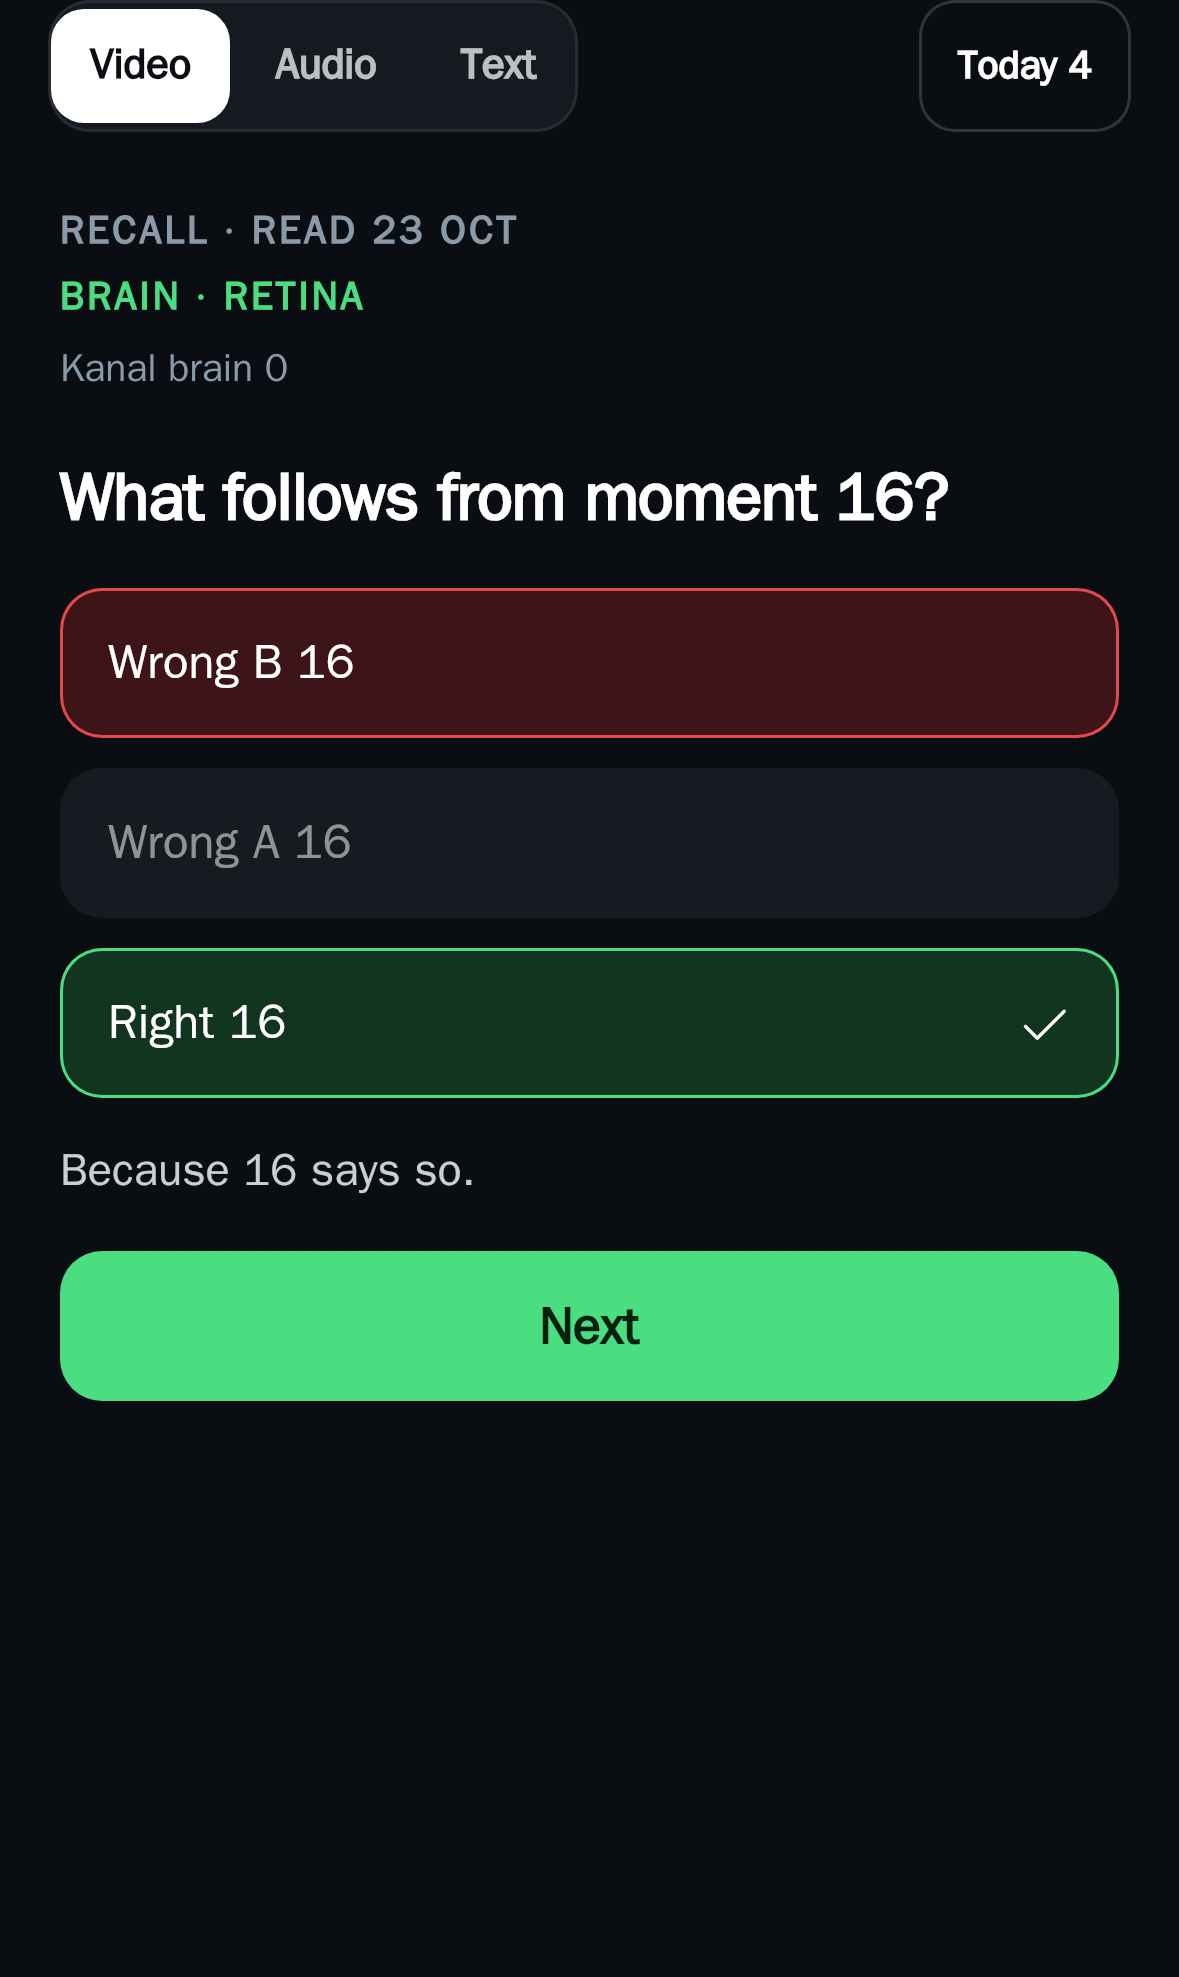 Video Audio Text Today 4
RECALL · READ 23 OCT
BRAIN · RETINA
Kanal brain 0
What follows from moment 16?
Wrong B 16
Wrong A 16
Right 16
Because 16 says so.
Next